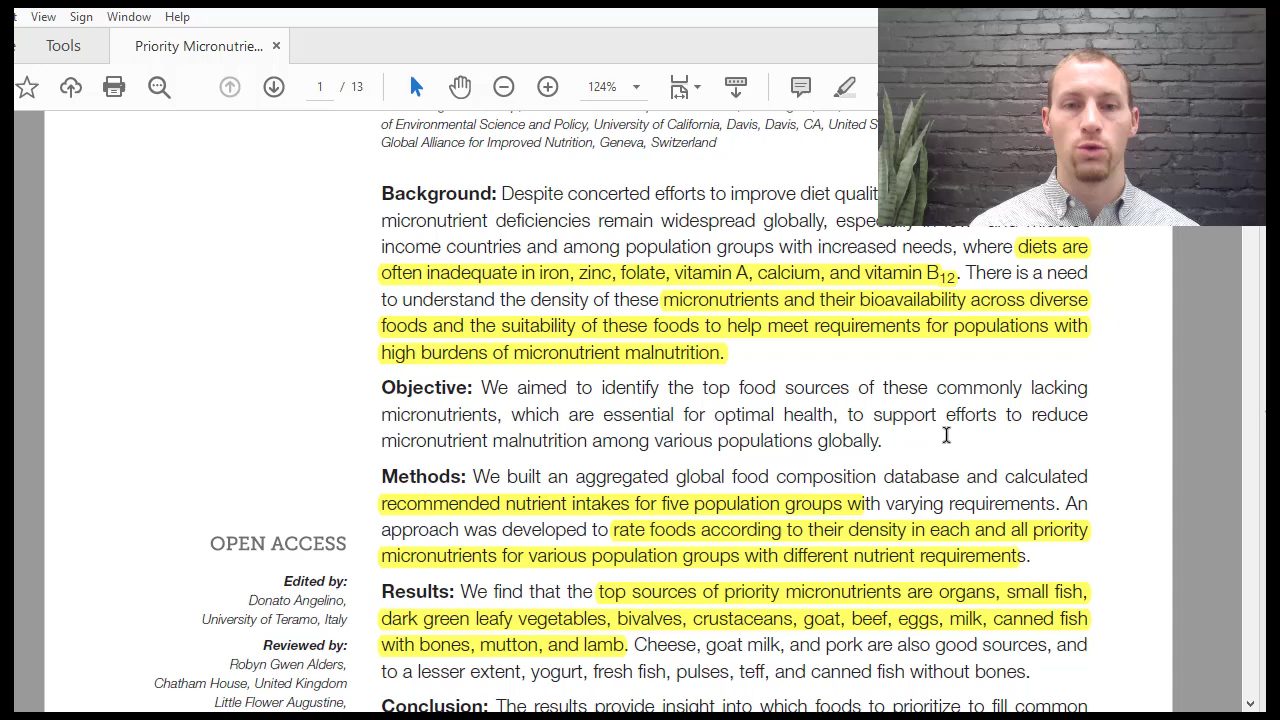 View Sign Window Help
Tools Priority Micronutrie... ×
1 / 13 124%
of Environmental Science and Policy, University of California, Davis, Davis, CA, United S
Global Alliance for Improved Nutrition, Geneva, Switzerland
Background: Despite concerted efforts to improve diet qualit
micronutrient deficiencies remain widespread globally, especially in low- and middle-
income countries and among population groups with increased needs, where diets are
often inadequate in iron, zinc, folate, vitamin A, calcium, and vitamin B12. There is a need
to understand the density of these micronutrients and their bioavailability across diverse
foods and the suitability of these foods to help meet requirements for populations with
high burdens of micronutrient malnutrition.
Objective: We aimed to identify the top food sources of these commonly lacking
micronutrients, which are essential for optimal health, to support efforts to reduce
micronutrient malnutrition among various populations globally.
Methods: We built an aggregated global food composition database and calculated
recommended nutrient intakes for five population groups with varying requirements. An
approach was developed to rate foods according to their density in each and all priority
micronutrients for various population groups with different nutrient requirements.
Results: We find that the top sources of priority micronutrients are organs, small fish,
dark green leafy vegetables, bivalves, crustaceans, goat, beef, eggs, milk, canned fish
with bones, mutton, and lamb. Cheese, goat milk, and pork are also good sources, and
to a lesser extent, yogurt, fresh fish, pulses, teff, and canned fish without bones.
Conclusion: The results provide insight into which foods to prioritize to fill common
OPEN ACCESS
Edited by:
Donato Angelino,
University of Teramo, Italy
Reviewed by:
Robyn Gwen Alders,
Chatham House, United Kingdom
Little Flower Augustine,